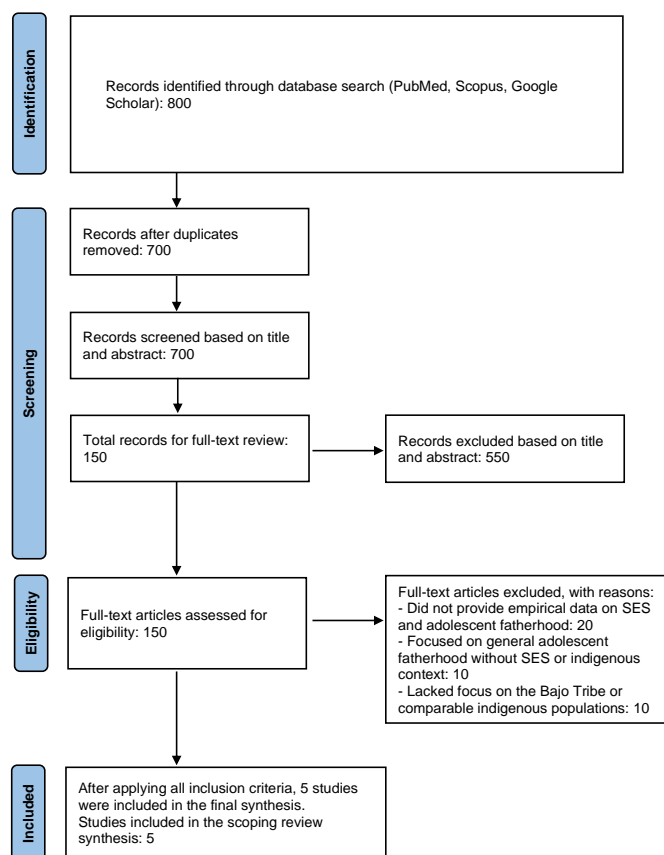 Identification
Records identified through database search (PubMed, Scopus, Google
Scholar): 800
Screening
Records after duplicates
removed: 700
Records screened based on title
and abstract: 700
Total records for full-text review:
150
Records excluded based on title
and abstract: 550
Eligibility
Full-text articles assessed for
eligibility: 150
Full-text articles excluded, with reasons:
- Did not provide empirical data on SES
and adolescent fatherhood: 20
- Focused on general adolescent
fatherhood without SES or indigenous
context: 10
- Lacked focus on the Bajo Tribe or
comparable indigenous populations: 10
Included
After applying all inclusion criteria, 5 studies
were included in the final synthesis.
Studies included in the scoping review
synthesis: 5